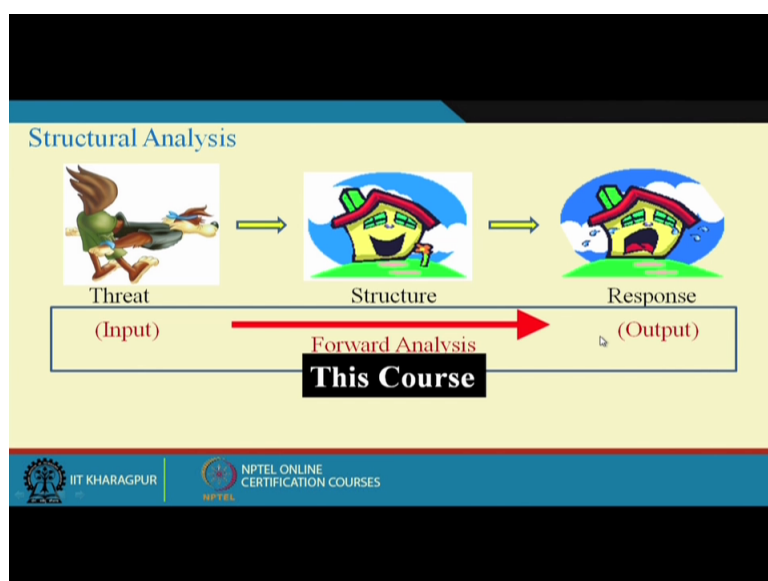 Structural Analysis
Threat
Structure
Response
(Input)
(Output)
Forward Analysis
This Course
IIT KHARAGPUR
NPTEL ONLINE
CERTIFICATION COURSES
NPTEL